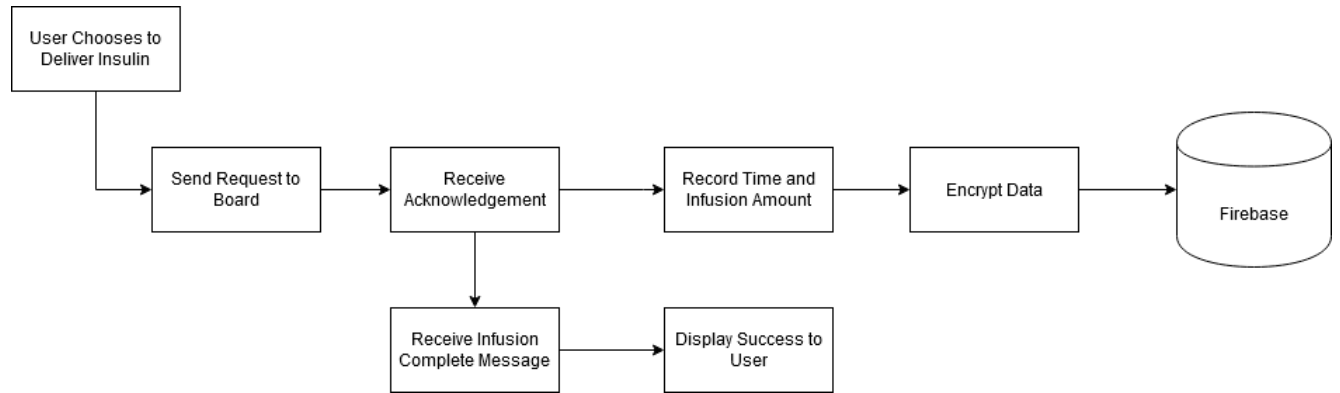 User Chooses to
Deliver Insulin
Send Request to
Board
Receive
Acknowledgement
Record Time and
Infusion Amount
Encrypt Data
Firebase
Receive Infusion
Complete Message
Display Success to
User